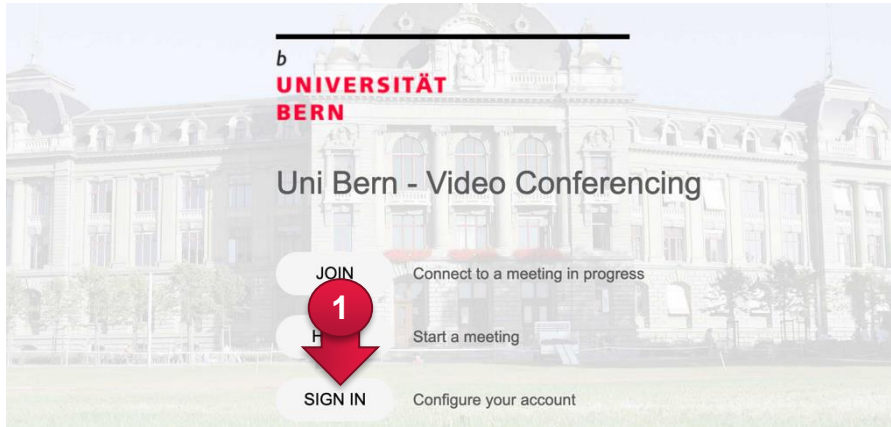 b
UNIVERSITÄT
BERN
Uni Bern - Video Conferencing
JOIN Connect to a meeting in progress
1
Start a meeting
SIGN IN Configure your account